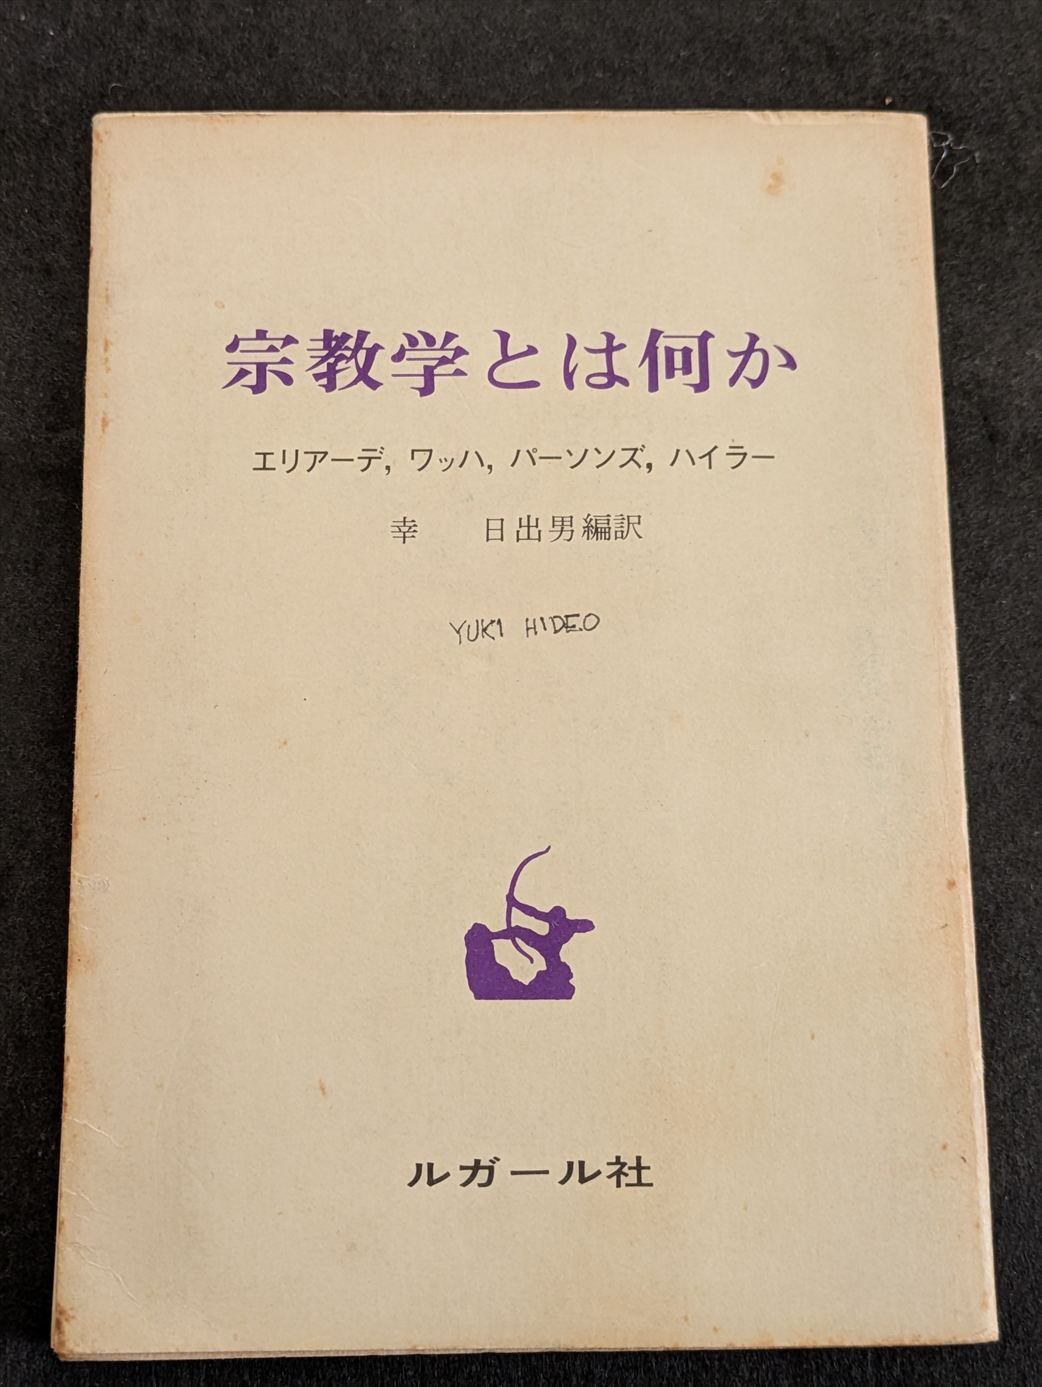 宗教学とは何か
エリアーデ, ワッハ, パーソンズ, ハイラー
幸　日出男編訳
YUKI HIDEO
ルガール社